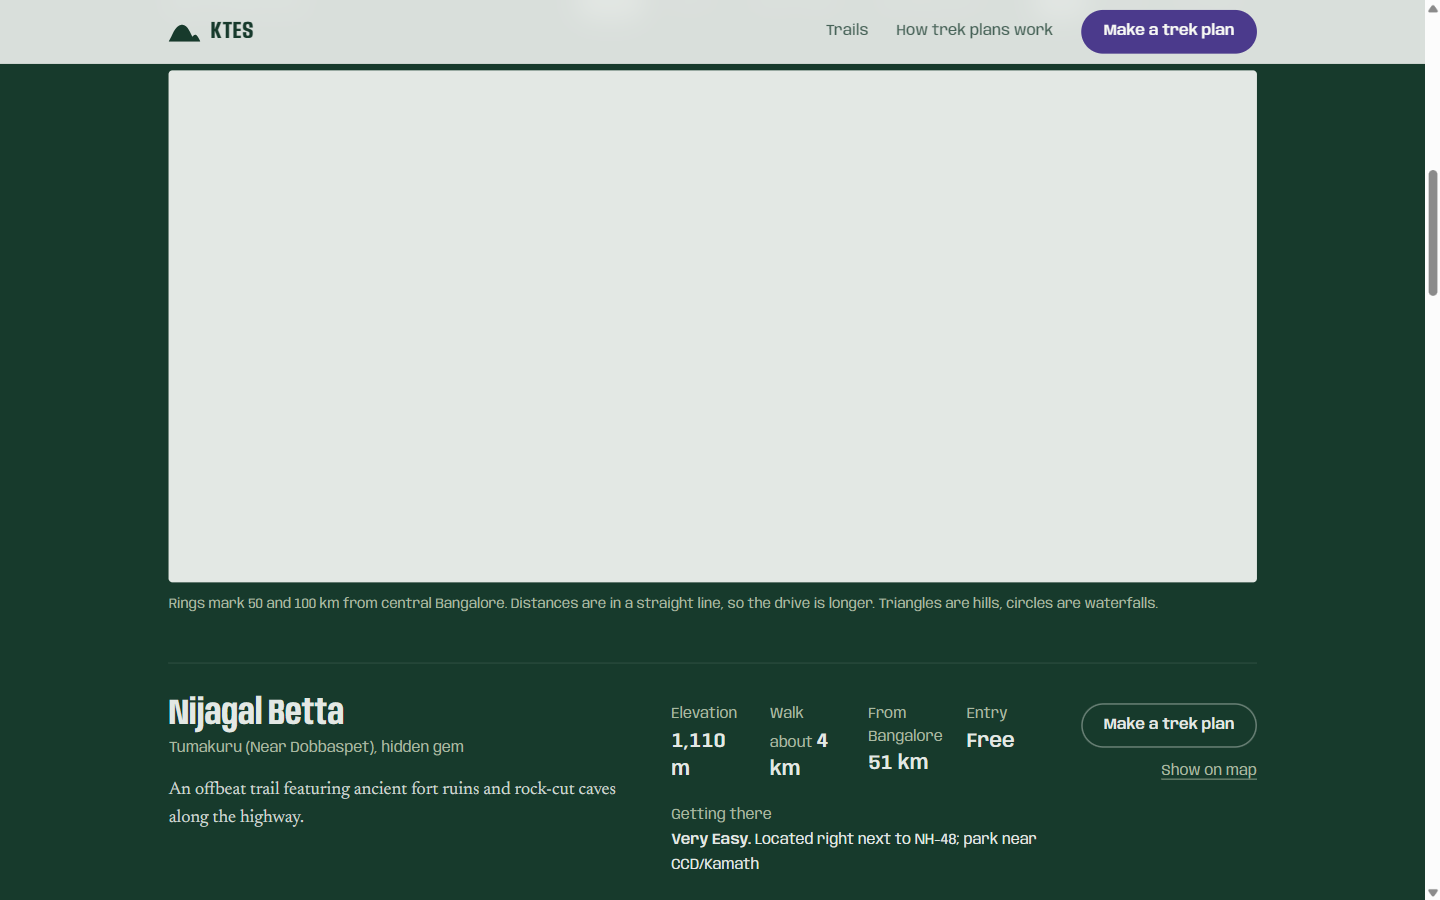 KTES
Trails
How trek plans work
Make a trek plan
Rings mark 50 and 100 km from central Bangalore. Distances are in a straight line, so the drive is longer. Triangles are hills, circles are waterfalls.
Nijagal Betta
Tumakuru (Near Dobbaspet), hidden gem
An offbeat trail featuring ancient fort ruins and rock-cut caves
along the highway.
Elevation
1,110
m
Walk
about 4
km
From
Bangalore
51 km
Entry
Free
Getting there
Very Easy. Located right next to NH-48; park near
CCD/Kamath
Make a trek plan
Show on map